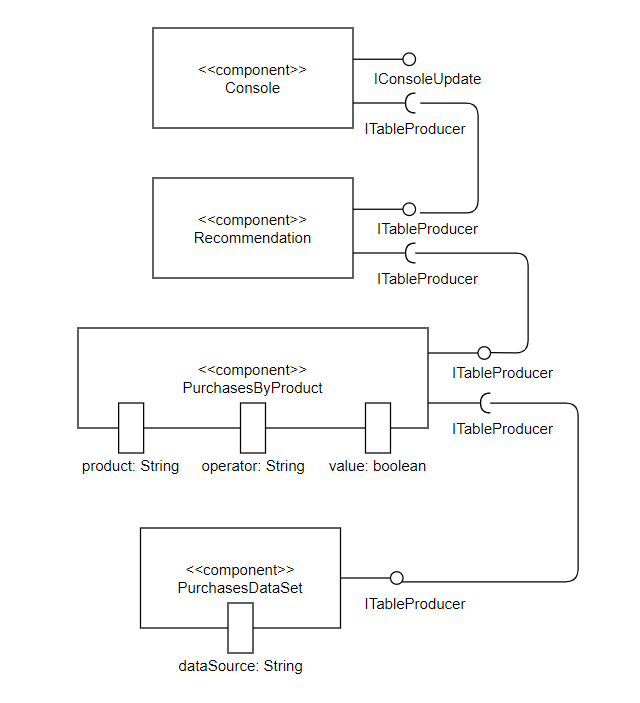 <<component>>
Console
IConsoleUpdate
ITableProducer
<<component>>
Recommendation
ITableProducer
ITableProducer
<<component>>
PurchasesByProduct
ITableProducer
ITableProducer
product: String
operator: String
value: boolean
<<component>>
PurchasesDataSet
ITableProducer
dataSource: String